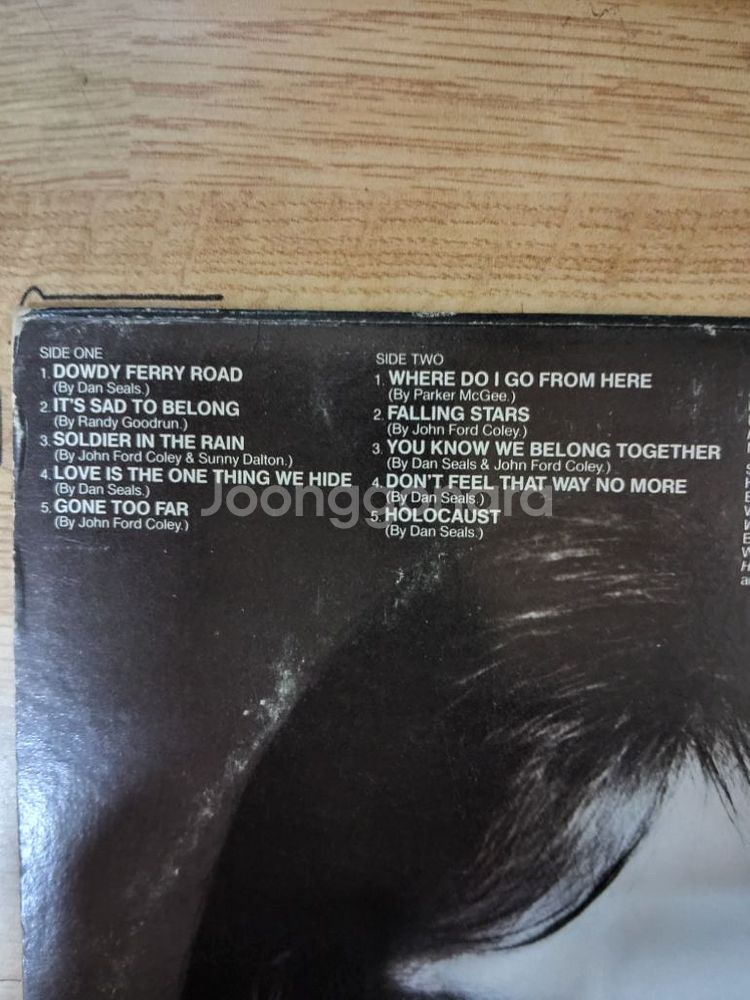 SIDE ONE
1. DOWDY FERRY ROAD
(By Dan Seals.)
2. IT'S SAD TO BELONG
(By Randy Goodrun.)
3. SOLDIER IN THE RAIN
(By John Ford Coley & Sunny Dalton.)
4. LOVE IS THE ONE THING WE HIDE
(By Dan Seals.)
5. GONE TOO FAR
(By John Ford Coley.)
SIDE TWO
1. WHERE DO I GO FROM HERE
(By Parker McGee.)
2. FALLING STARS
(By John Ford Coley.)
3. YOU KNOW WE BELONG TOGETHER
(By Dan Seals & John Ford Coley.)
4. DON'T FEEL THAT WAY NO MORE
(By Dan Seals.)
5. HOLOCAUST
(By Dan Seals.)
Joonggonara